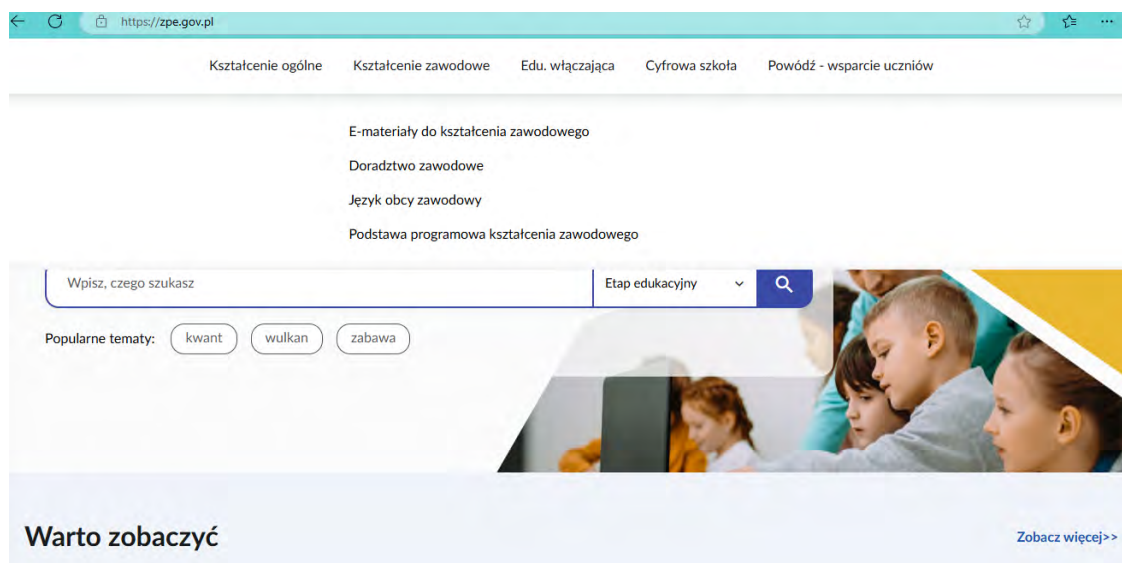 https://zpe.gov.pl
Kształcenie ogólne Kształcenie zawodowe Edu. włączająca Cyfrowa szkoła Powódź - wsparcie uczniów
E-materiały do kształcenia zawodowego
Doradztwo zawodowe
Język obcy zawodowy
Podstawa programowa kształcenia zawodowego
Wpisz, czego szukasz Etap edukacyjny
Popularne tematy: kwant wulkan zabawa
Warto zobaczyć Zobacz więcej>>